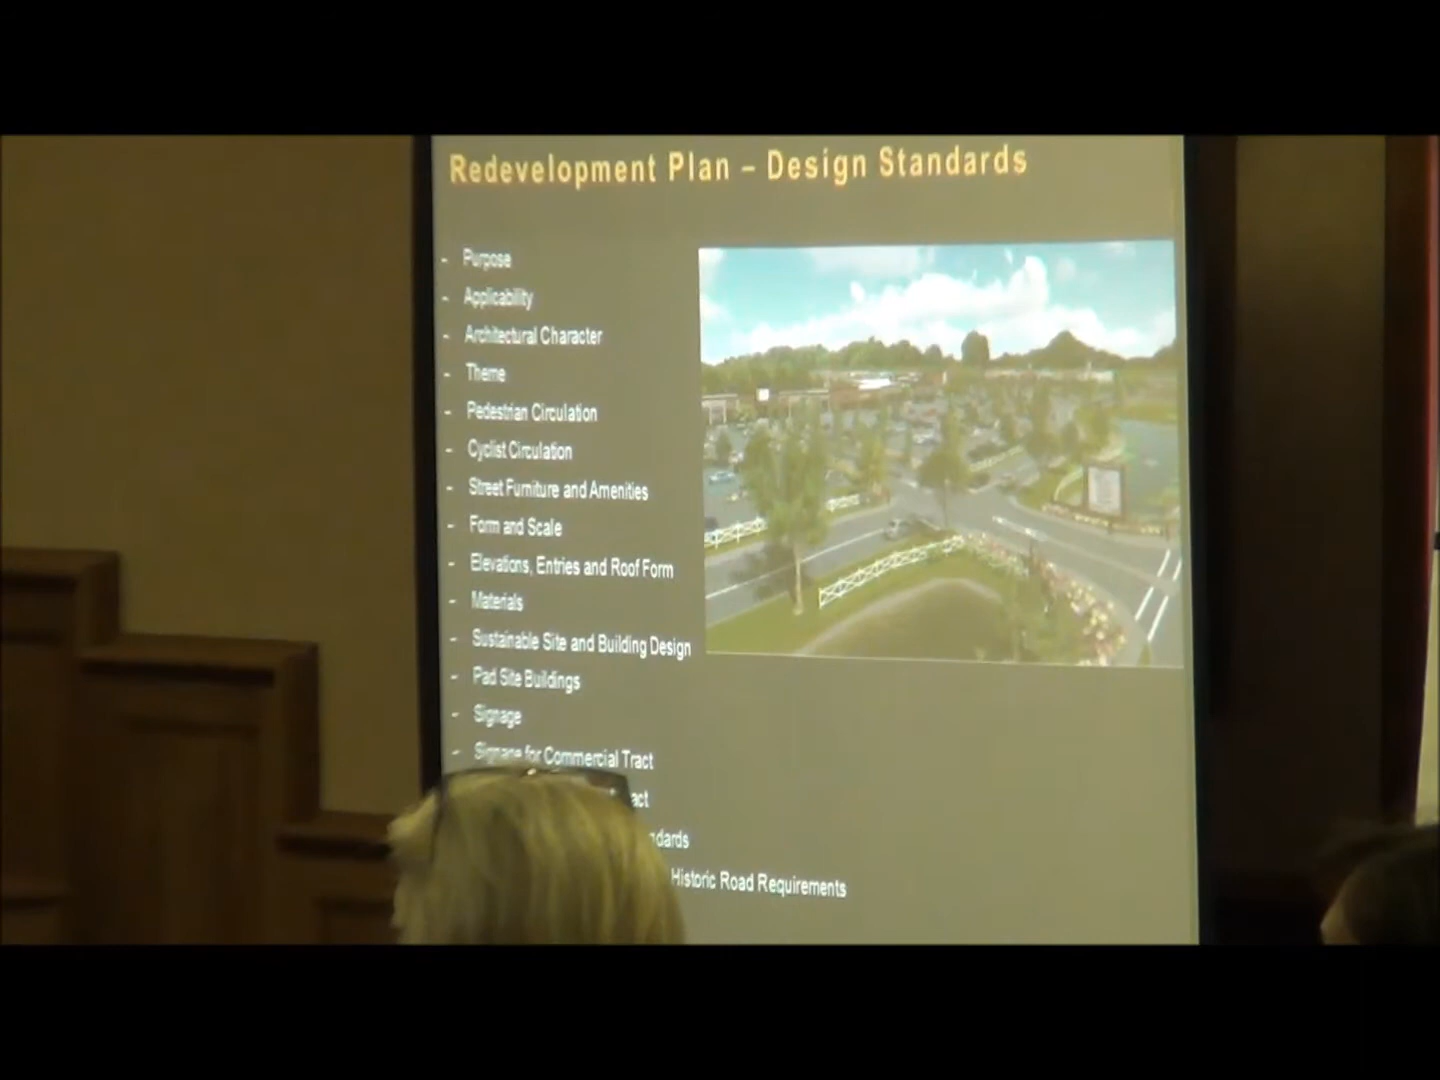 Redevelopment Plan – Design Standards
- Purpose
- Applicability
- Architectural Character
- Theme
- Pedestrian Circulation
- Cyclist Circulation
- Street Furniture and Amenities
- Form and Scale
- Elevations, Entries and Roof Form
- Materials
- Sustainable Site and Building Design
- Pad Site Buildings
- Signage
- Signage for Commercial Tract
Historic Road Requirements